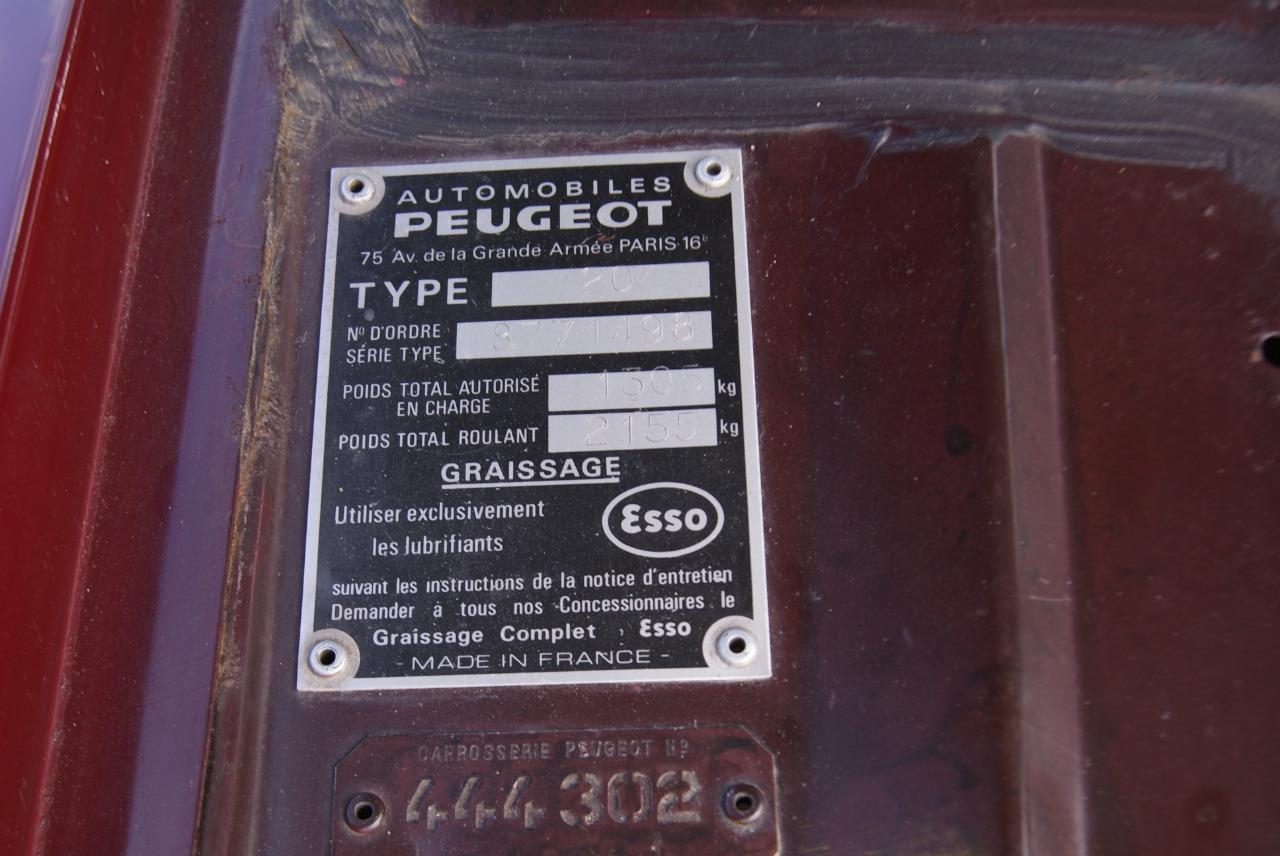 AUTOMOBILES
PEUGEOT
75 Av. de la Grande Armée PARIS-16e
TYPE 204
No D'ORDRE
SÉRIE TYPE 8771498
POIDS TOTAL AUTORISÉ
EN CHARGE 1305 kg
POIDS TOTAL ROULANT 2155 kg
GRAISSAGE
Utiliser exclusivement
les lubrifiants
Esso
suivant les instructions de la notice d'entretien
Demander à tous nos Concessionnaires le
Graissage Complet Esso
- MADE IN FRANCE -
CARROSSERIE PEUGEOT No
444302